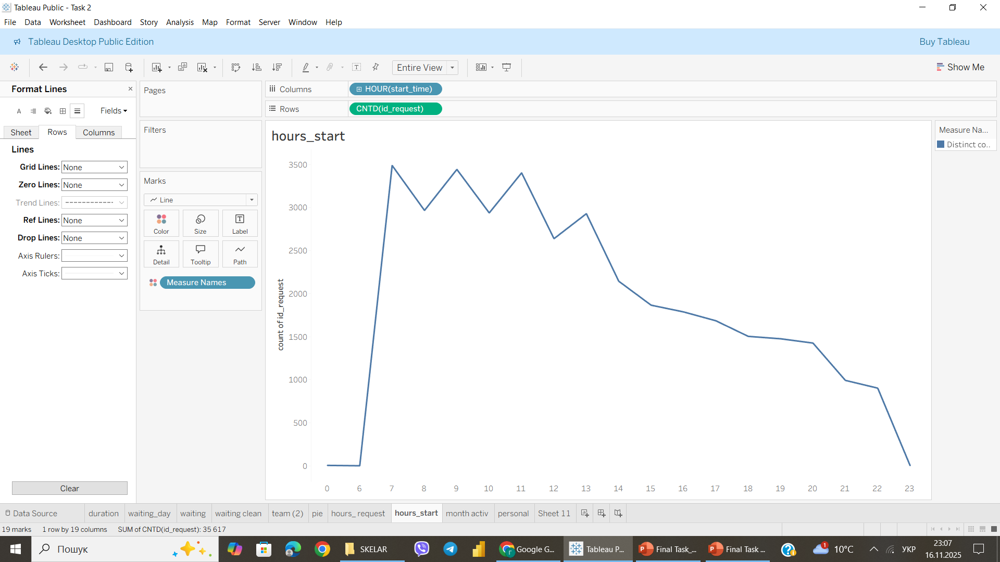 Tableau Public - Task 2
File Data Worksheet Dashboard Story Analysis Map Format Server Window Help
Tableau Desktop Public Edition
Buy Tableau
Entire View
Show Me
Format Lines
Fields
Sheet Rows Columns
Lines
Grid Lines: None
Zero Lines: None
Trend Lines:
Ref Lines: None
Drop Lines: None
Axis Rulers:
Axis Ticks:
Clear
Pages
Filters
Marks
Line
Color Size Label
Detail Tooltip Path
Measure Names
Columns HOUR(start_time)
Rows CNTD(id_request)
hours_start
count of id_request
3500
3000
2500
2000
1500
1000
500
0
0 6 7 8 9 10 11 12 13 14 15 16 17 18 19 20 21 22 23
Measure Na...
Distinct co..
Data Source duration waiting_day waiting waiting clean team (2) pie hours_ request hours_start month activ personal Sheet 11
19 marks 1 row by 19 columns SUM of CNTD(id_request): 35 617
Пошук
SKELAR
Google G...
Tableau P...
Final Task_...
Final Task ...
1
10°C
УКР
23:07
16.11.2025